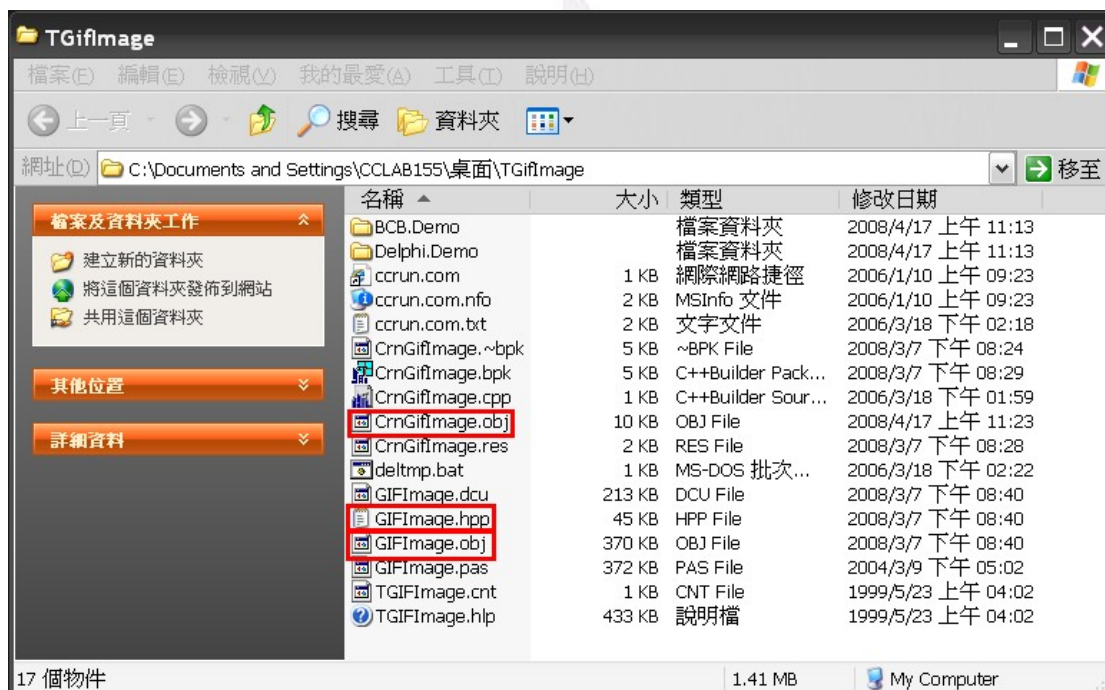 TGifImage
檔案(F) 編輯(E) 檢視(V) 我的最愛(A) 工具(T) 說明(H)
上一頁 搜尋 資料夾
網址(D) C:\Documents and Settings\CCLAB155\桌面\TGifImage 移至
檔案及資料夾工作
建立新的資料夾
將這個資料夾發佈到網站
共用這個資料夾
其他位置
詳細資料
名稱 大小 類型 修改日期
BCB.Demo 檔案資料夾 2008/4/17 上午 11:13
Delphi.Demo 檔案資料夾 2008/4/17 上午 11:13
ccrun.com 1 KB 網際網路捷徑 2006/1/10 上午 09:23
ccrun.com.nfo 2 KB MSInfo 文件 2006/1/10 上午 09:23
ccrun.com.txt 2 KB 文字文件 2006/3/18 下午 02:18
CrnGifImage.~bpk 5 KB ~BPK File 2008/3/7 下午 08:24
CrnGifImage.bpk 5 KB C++Builder Pack... 2008/3/7 下午 08:29
CrnGifImage.cpp 1 KB C++Builder Sour... 2006/3/18 下午 01:59
CrnGifImage.obj 10 KB OBJ File 2008/4/17 上午 11:23
CrnGifImage.res 2 KB RES File 2008/3/7 下午 08:28
deltmp.bat 1 KB MS-DOS 批次... 2006/3/18 下午 02:22
GIFImage.dcu 213 KB DCU File 2008/3/7 下午 08:40
GIFImage.hpp 45 KB HPP File 2008/3/7 下午 08:40
GIFImage.obj 370 KB OBJ File 2008/3/7 下午 08:40
GIFImage.pas 372 KB PAS File 2004/3/9 下午 05:02
TGIFImage.cnt 1 KB CNT File 1999/5/23 上午 04:02
TGIFImage.hlp 433 KB 說明檔 1999/5/23 上午 04:02
17 個物件 1.41 MB My Computer